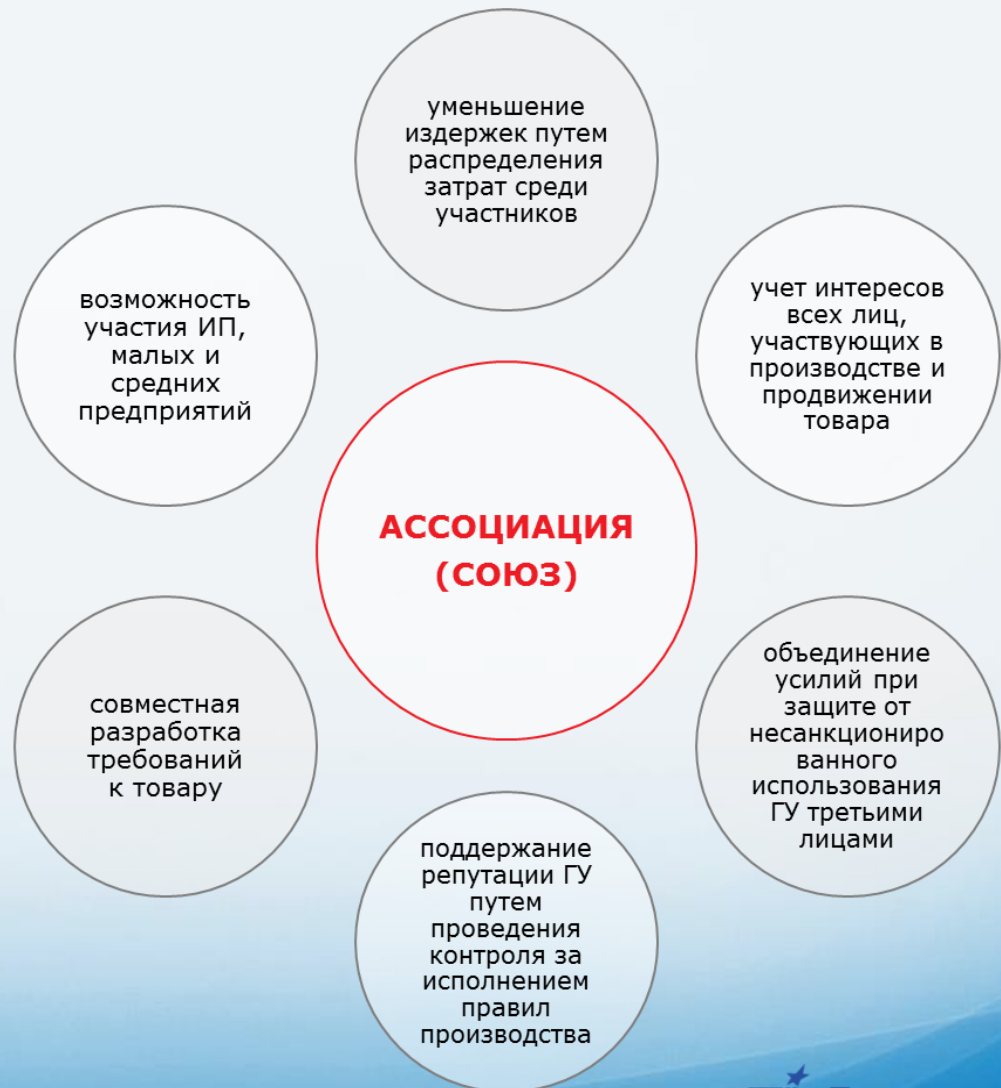 уменьшение
издержек путем
распределения
затрат среди
участников
возможность
участия ИП,
малых и
средних
предприятий
учет интересов
всех лиц,
участвующих в
производстве и
продвижении
товара
АССОЦИАЦИЯ
(СОЮЗ)
совместная
разработка
требований
к товару
объединение
усилий при
защите от
несанкциониро
ванного
использования
ГУ третьими
лицами
поддержание
репутации ГУ
путем
проведения
контроля за
исполнением
правил
производства